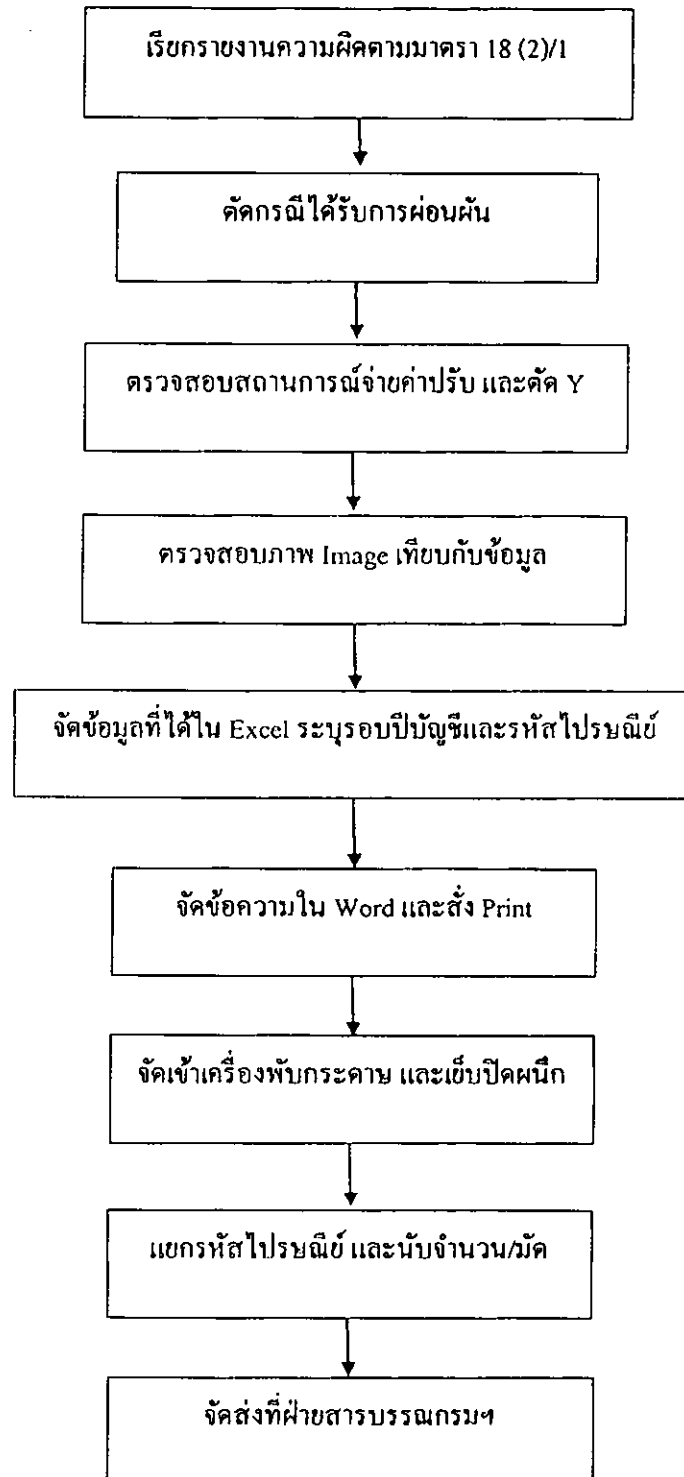 เรียกรายงานความผิดตามมาตรา 18 (2)/1
ตัดกรณีได้รับการผ่อนผัน
ตรวจสอบสถานการณ์จ่ายค่าปรับ และตัด Y
ตรวจสอบภาพ Image เทียบกับข้อมูล
จัดข้อมูลที่ได้ใน Excel ระบุรอบปีบัญชีและรหัสไปรษณีย์
จัดข้อความใน Word และสั่ง Print
จัดเข้าเครื่องพับกระดาษ และเย็บปิดผนึก
แยกรหัสไปรษณีย์ และนับจำนวน/มัด
จัดส่งที่ฝ่ายสารบรรณกรมฯ